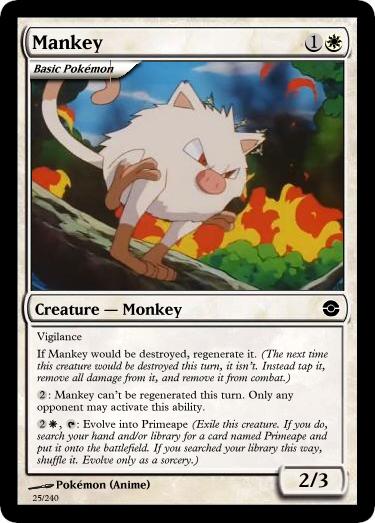 Mankey 1
Basic Pokémon
Creature — Monkey
Vigilance
If Mankey would be destroyed, regenerate it. (The next time
this creature would be destroyed this turn, it isn't. Instead tap it,
remove all damage from it, and remove it from combat.)
2: Mankey can't be regenerated this turn. Only any
opponent may activate this ability.
2, : Evolve into Primeape (Exile this creature. If you do,
search your hand and/or library for a card named Primeape and
put it onto the battlefield. If you searched your library this way,
shuffle it. Evolve only as a sorcery.)
2/3
Pokémon (Anime)
25/240